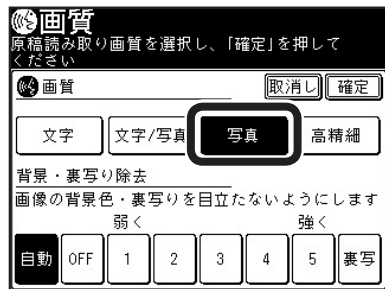 画質
原稿読み取り画質を選択し、「確定」を押して
ください
画質 取消し 確定
文字 文字/写真 写真 高精細
背景・裏写り除去
画像の背景色・裏写りを目立たないようにします
弱く 強く
自動 OFF 1 2 3 4 5 裏写